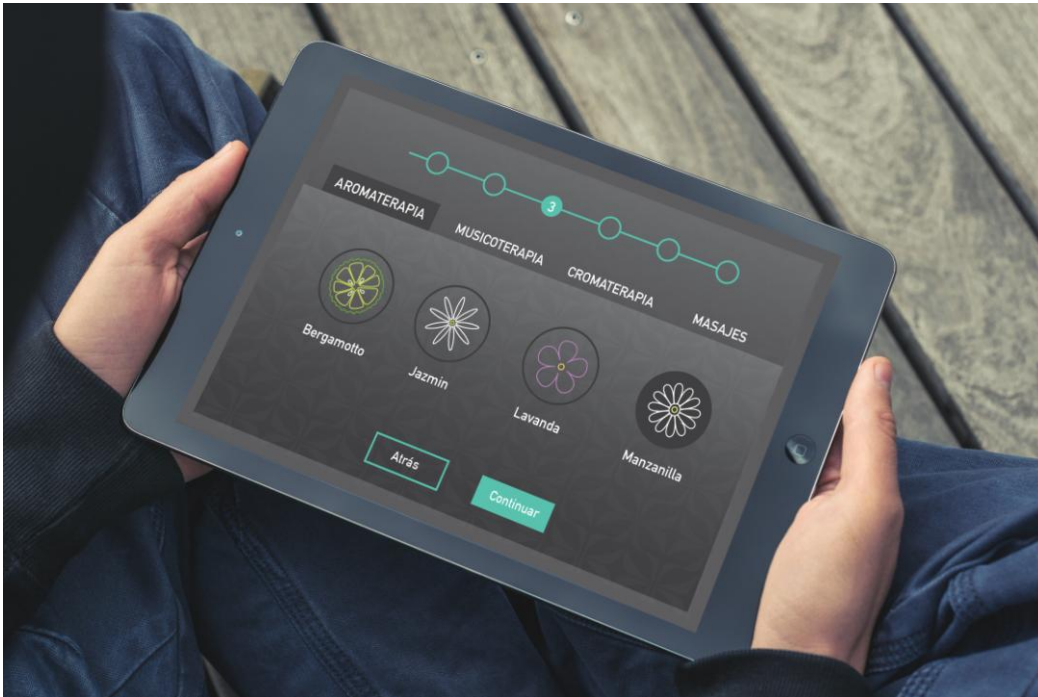 3
AROMATERAPIA
MUSICOTERAPIA
CROMATERAPIA
MASAJES
Bergamotto
Jazmin
Lavanda
Manzanilla
Atrás
Continuar